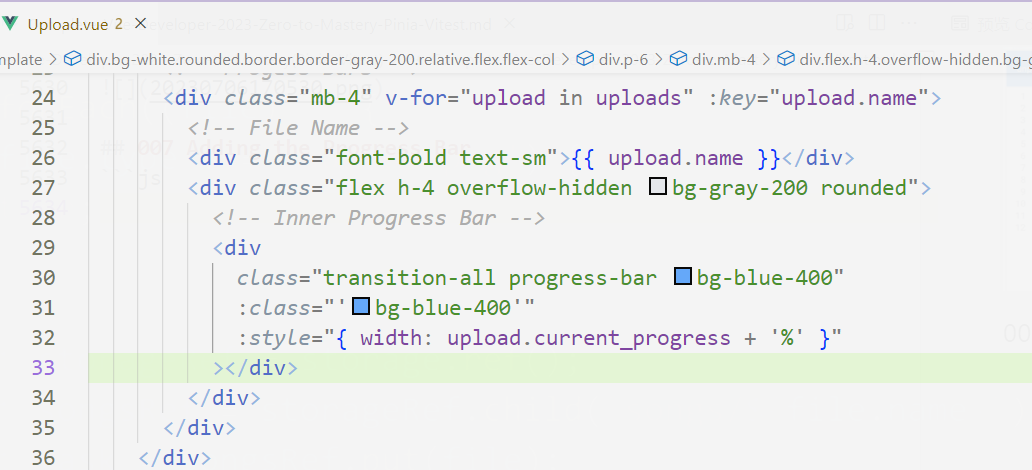 Upload.vue 2
mplate > div.bg-white.rounded.border.border-gray-200.relative.flex.flex-col > div.p-6 > div.mb-4 > div.flex.h-4.overflow-hidden.bg-g
24 <div class="mb-4" v-for="upload in uploads" :key="upload.name">
25 <!-- File Name -->
26 <div class="font-bold text-sm">{{ upload.name }}</div>
27 <div class="flex h-4 overflow-hidden bg-gray-200 rounded">
28 <!-- Inner Progress Bar -->
29 <div
30 class="transition-all progress-bar bg-blue-400"
31 :class="'bg-blue-400'"
32 :style="{ width: upload.current_progress + '%' }"
33 ></div>
34 </div>
35 </div>
36 </div>